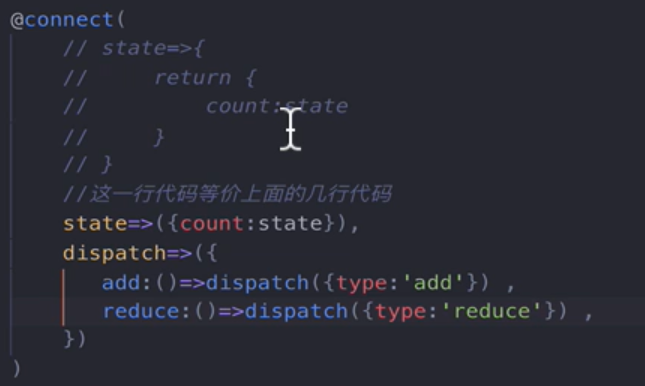 @connect(
// state=>{
//     return {
//         count:state
//     }
// }
//这一行代码等价上面的几行代码
state=>({count:state}),
dispatch=>({
add:()=>dispatch({type:'add'}) ,
reduce:()=>dispatch({type:'reduce'}) ,
})
)